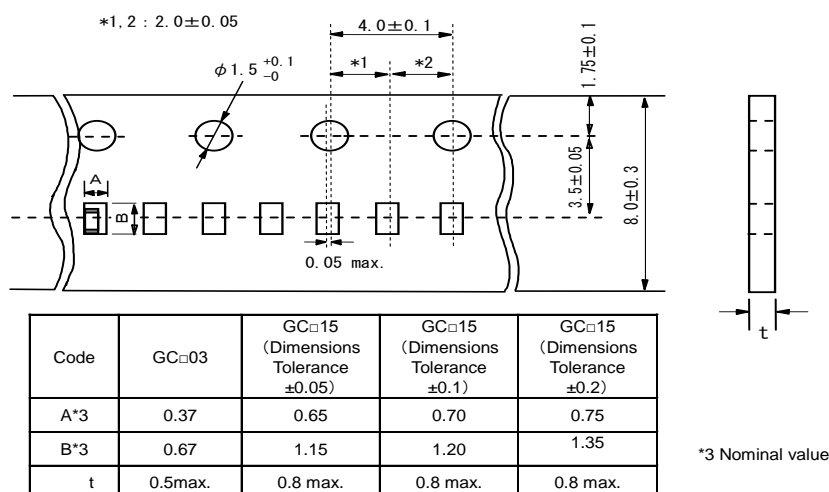 *1,2 : 2.0±0.05
4.0±0.1
*1
*2
φ1.5 +0.1 -0
1.75±0.1
3.5±0.05
8.0±0.3
A
B
0.05 max.
t
Code GC□03 GC□15 (Dimensions Tolerance ±0.05) GC□15 (Dimensions Tolerance ±0.1) GC□15 (Dimensions Tolerance ±0.2)
A*3 0.37 0.65 0.70 0.75
B*3 0.67 1.15 1.20 1.35
t 0.5max. 0.8 max. 0.8 max. 0.8 max.
*3 Nominal value